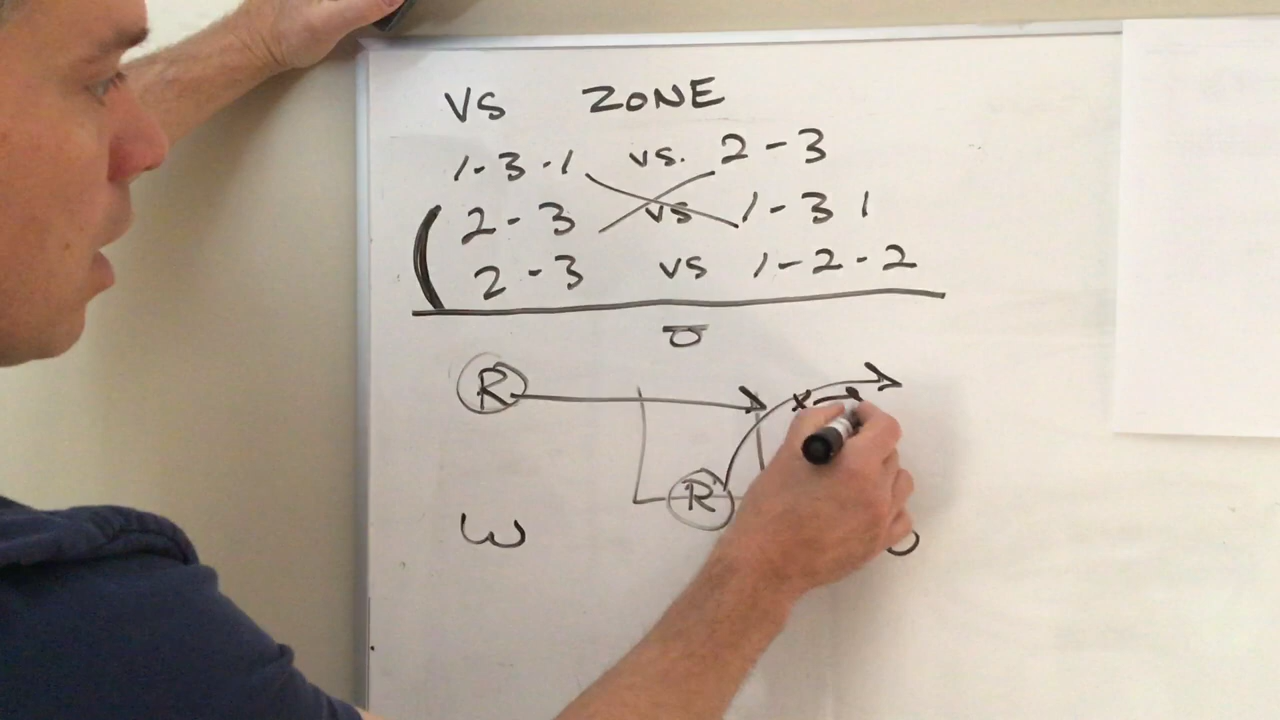 VS ZONE
1-3-1 vs. 2-3
2-3 vs 1-3 1
2-3 vs 1-2-2
R
x
R
W